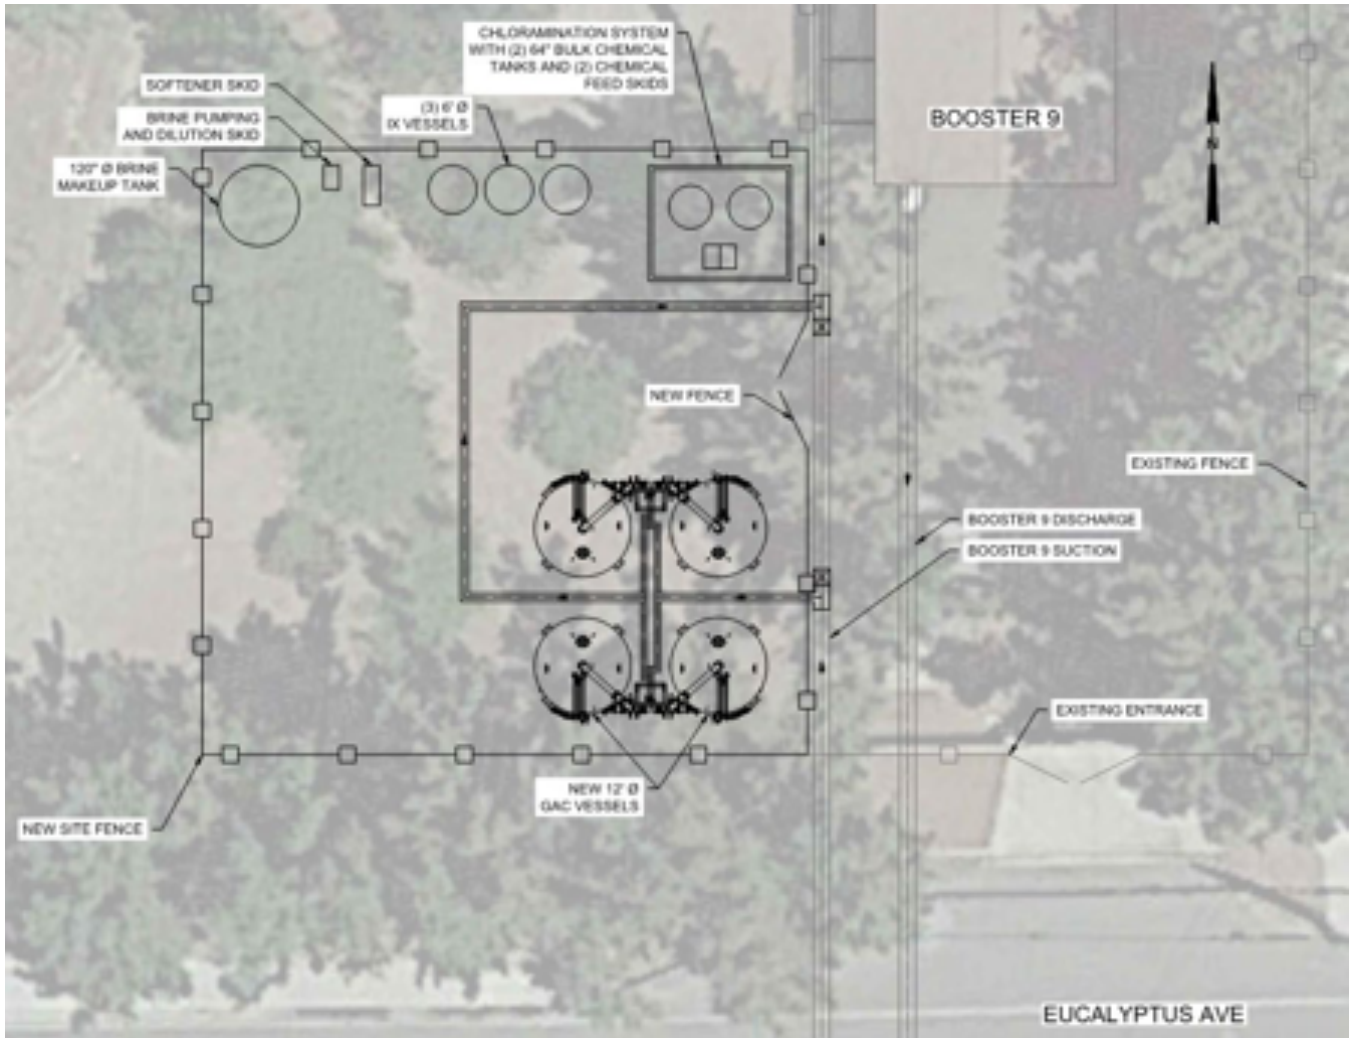 CHLORAMINATION SYSTEM
WITH (2) 64" BULK CHEMICAL
TANKS AND (2) CHEMICAL
FEED SKIDS
SOFTENER SKID
(3) 6' Ø
IX VESSELS
BRINE PUMPING
AND DILUTION SKID
120" Ø BRINE
MAKEUP TANK
BOOSTER 9
N
NEW FENCE
EXISTING FENCE
BOOSTER 9 DISCHARGE
BOOSTER 9 SUCTION
EXISTING ENTRANCE
NEW 12' Ø
GAC VESSELS
NEW SITE FENCE
EUCALYPTUS AVE